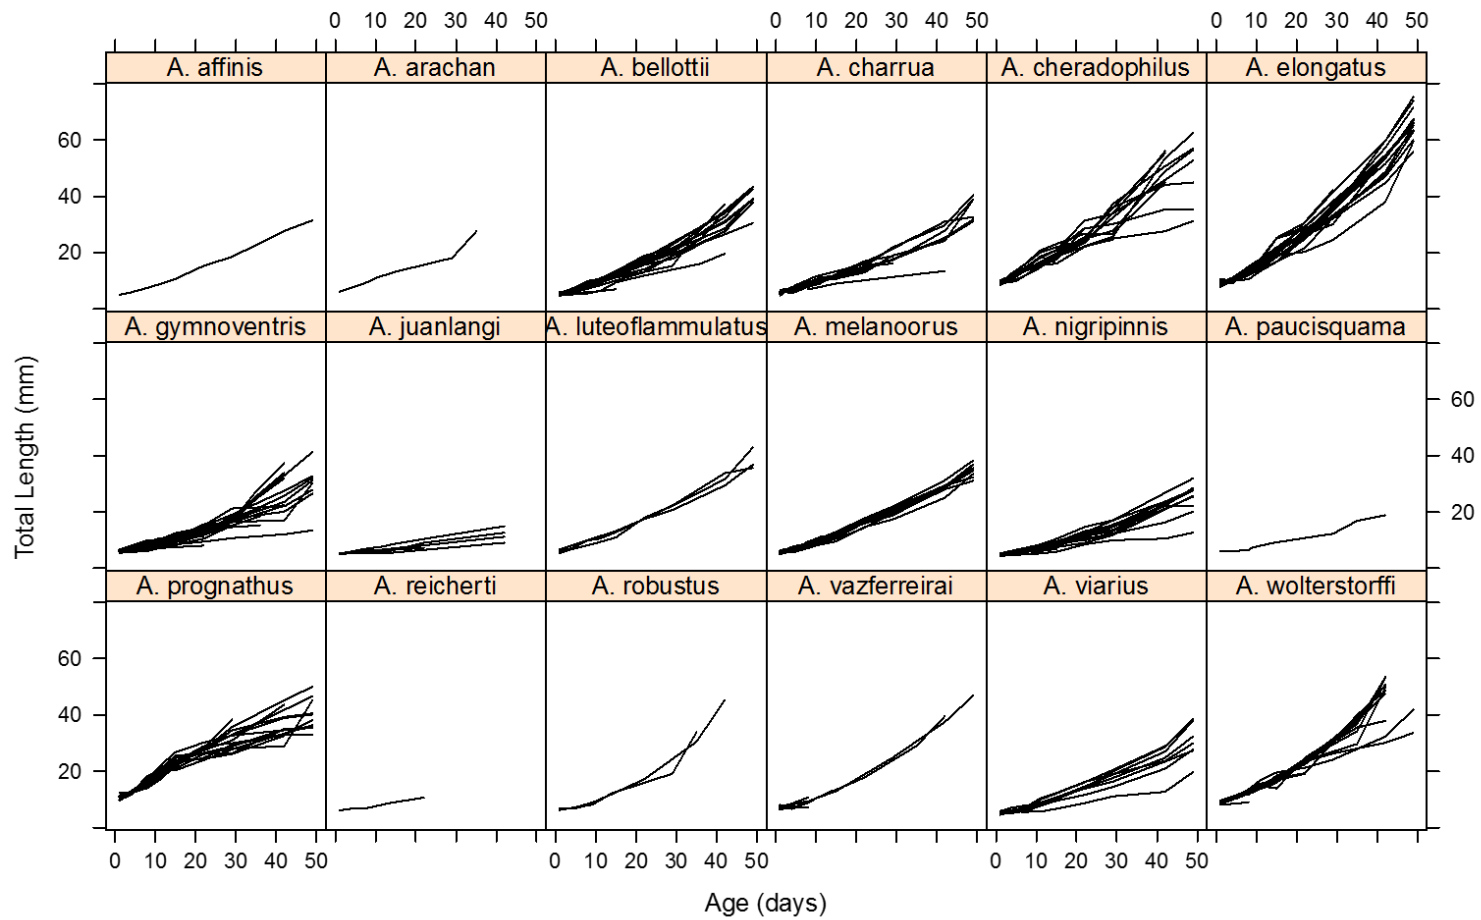 0 10 20 30 40 50 0 10 20 30 40 50 0 10 20 30 40 50
A. affinis A. arachan A. bellottii A. charrua A. cheradophilus A. elongatus
60
40
20
A. gymnoventris A. juanlangi A. luteoflammulatus A. melanoorus A. nigripinnis A. paucisquama
60
40
20
A. prognathus A. reicherti A. robustus A. vazferreirai A. viarius A. wolterstorffi
60
40
20
0 10 20 30 40 50 0 10 20 30 40 50 0 10 20 30 40 50
Total Length (mm)
Age (days)